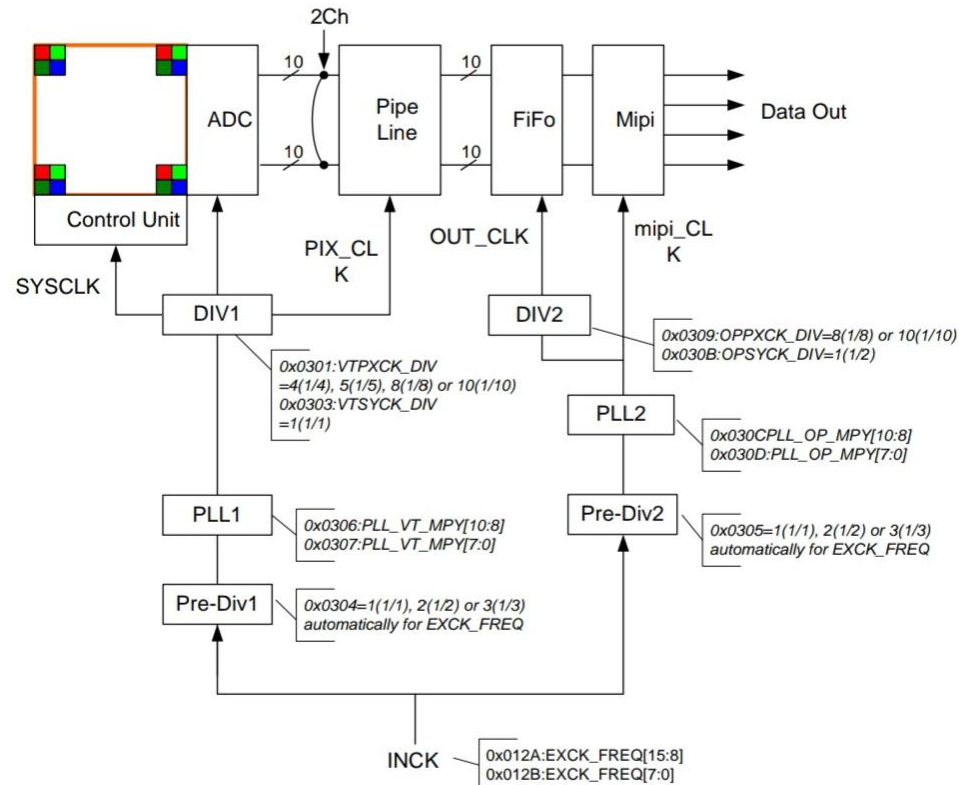 2Ch
10
10
ADC
Pipe
Line
FiFo
Mipi
Data Out
10
10
Control Unit
SYSCLK
PIX_CL
K
OUT_CLK
mipi_CL
K
DIV1
DIV2
0x0309:OPPXCK_DIV=8(1/8) or 10(1/10)
0x030B:OPSYCK_DIV=1(1/2)
0x0301:VTPXCK_DIV
=4(1/4), 5(1/5), 8(1/8) or 10(1/10)
0x0303:VTSYCK_DIV
=1(1/1)
PLL2
0x030CPLL_OP_MPY[10:8]
0x030D:PLL_OP_MPY[7:0]
PLL1
0x0306:PLL_VT_MPY[10:8]
0x0307:PLL_VT_MPY[7:0]
Pre-Div2
0x0305=1(1/1), 2(1/2) or 3(1/3)
automatically for EXCK_FREQ
Pre-Div1
0x0304=1(1/1), 2(1/2) or 3(1/3)
automatically for EXCK_FREQ
INCK
0x012A:EXCK_FREQ[15:8]
0x012B:EXCK_FREQ[7:0]